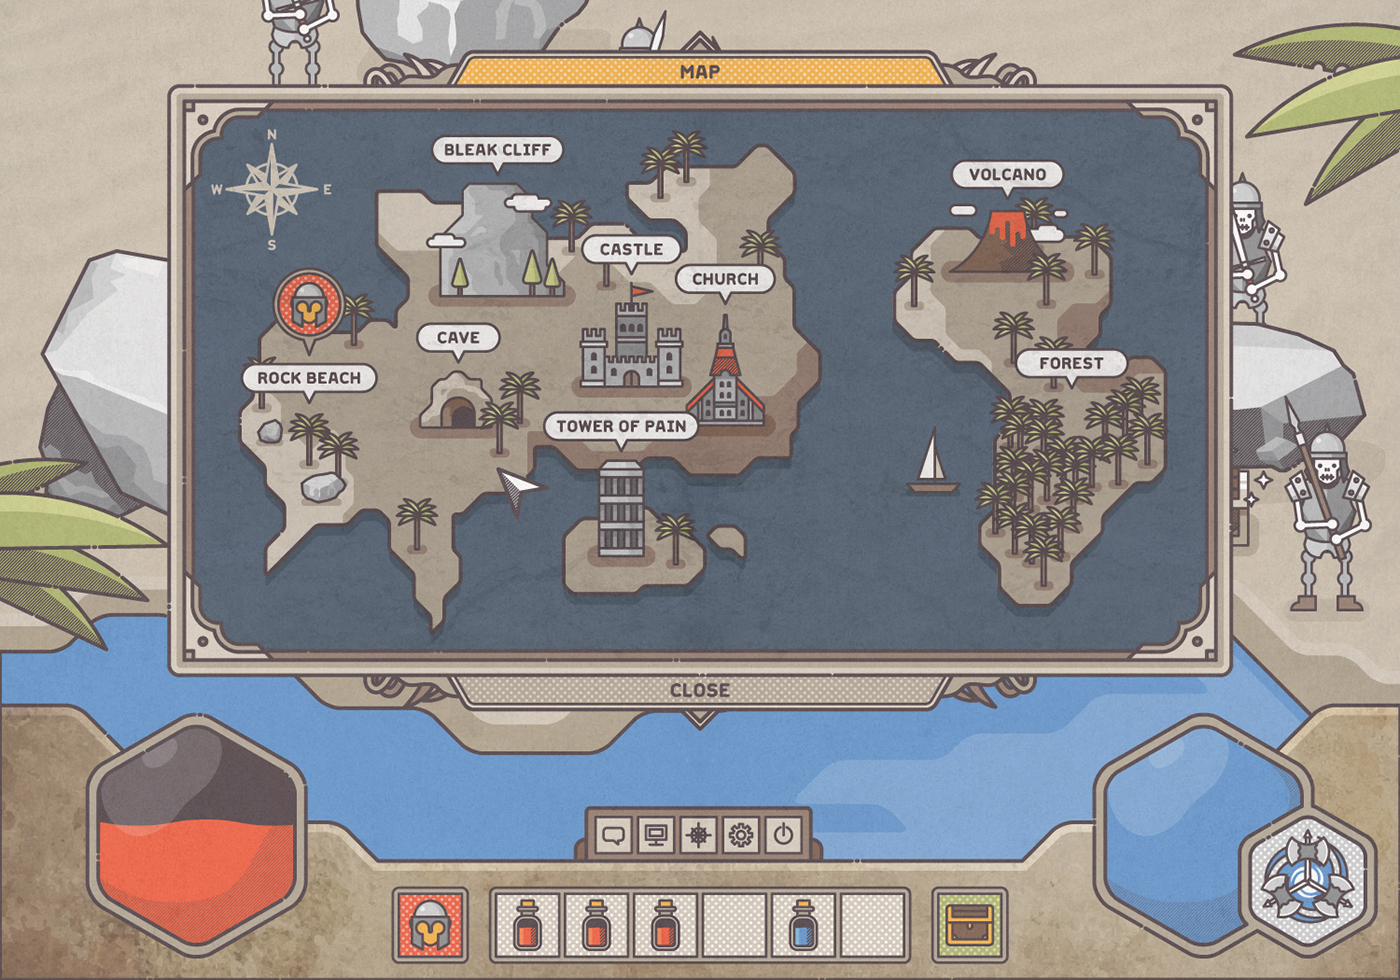 MAP
N
W E
S
BLEAK CLIFF
VOLCANO
CASTLE
CHURCH
CAVE
FOREST
ROCK BEACH
TOWER OF PAIN
CLOSE